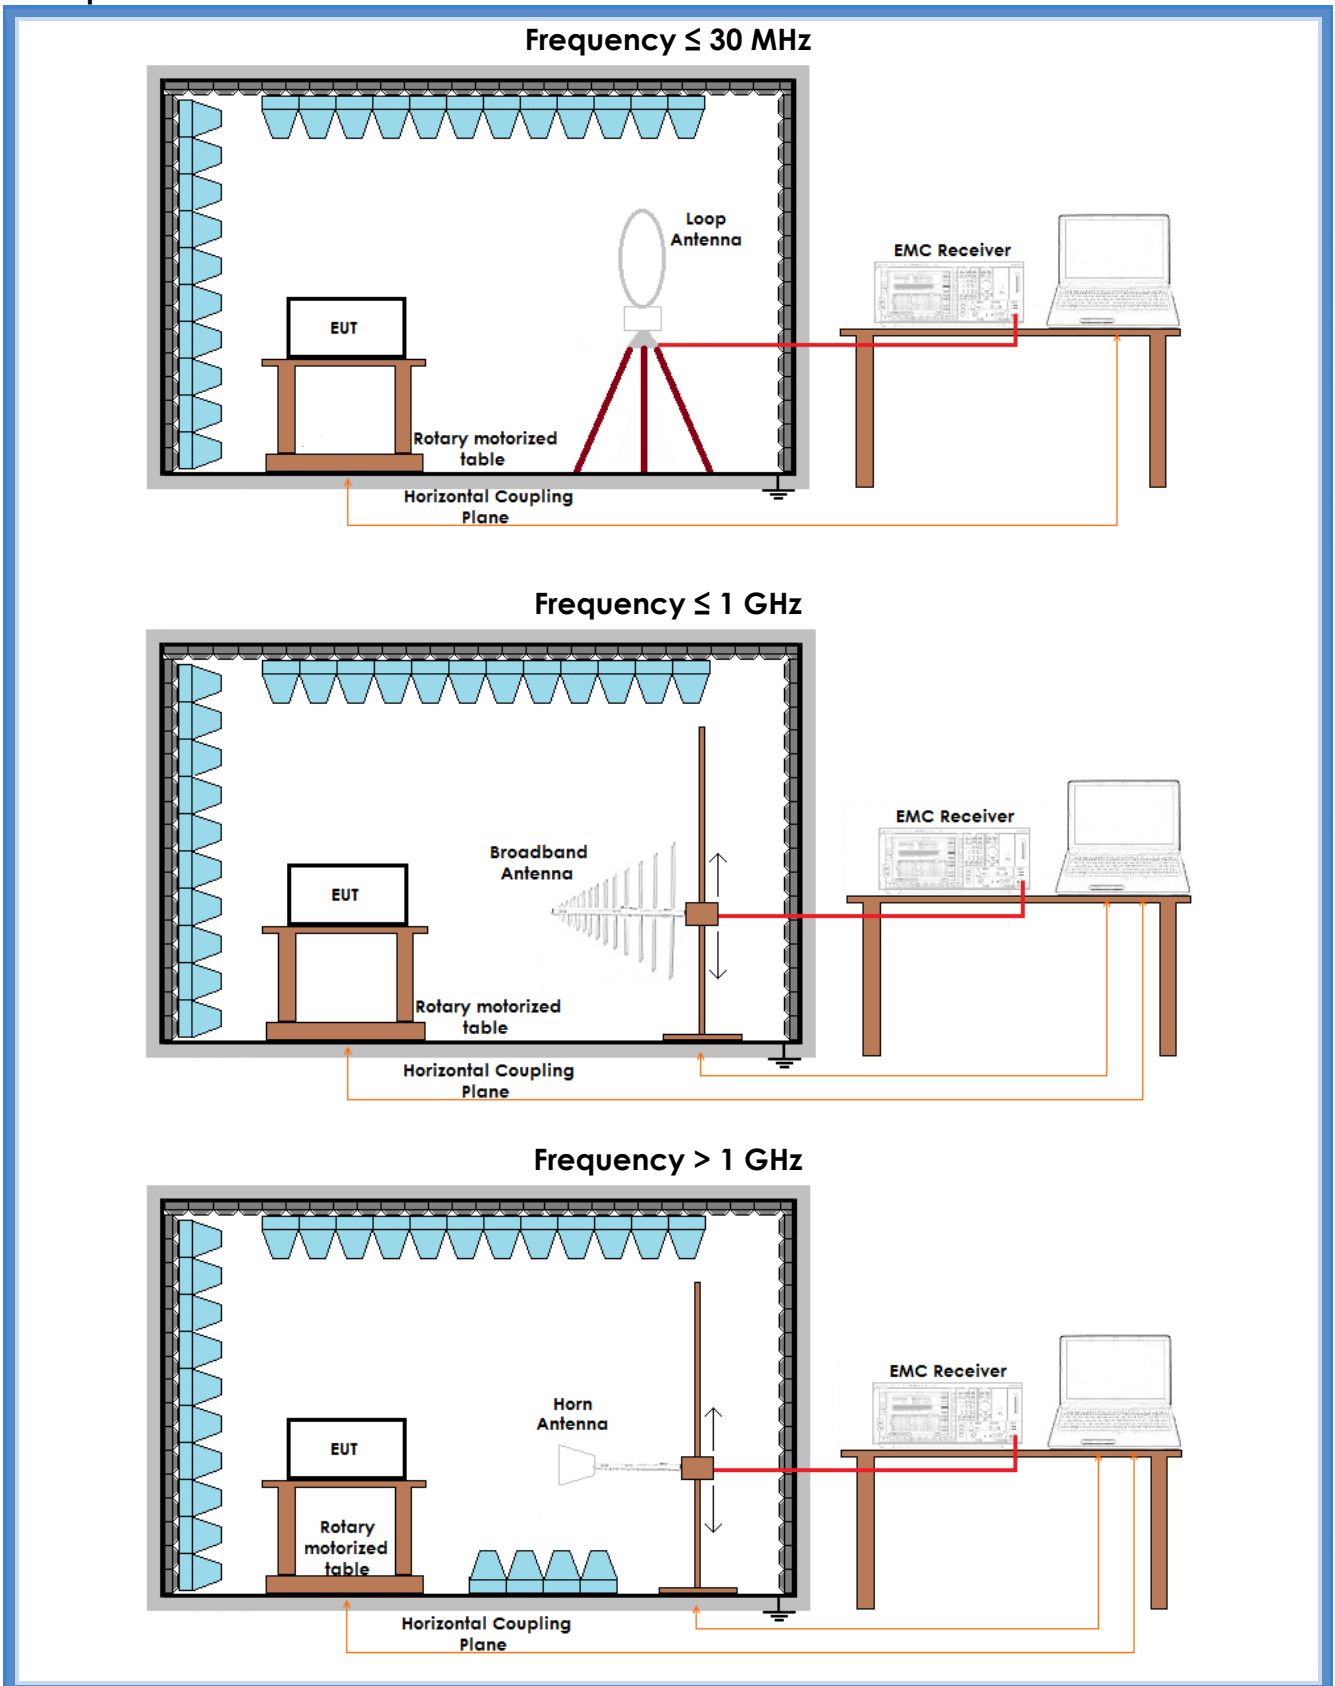 Frequency ≤ 30 MHz
Loop
Antenna
EMC Receiver
EUT
Rotary motorized
table
Horizontal Coupling
Plane
Frequency ≤ 1 GHz
EMC Receiver
Broadband
Antenna
EUT
Rotary motorized
table
Horizontal Coupling
Plane
Frequency > 1 GHz
EMC Receiver
Horn
Antenna
EUT
Rotary
motorized
table
Horizontal Coupling
Plane